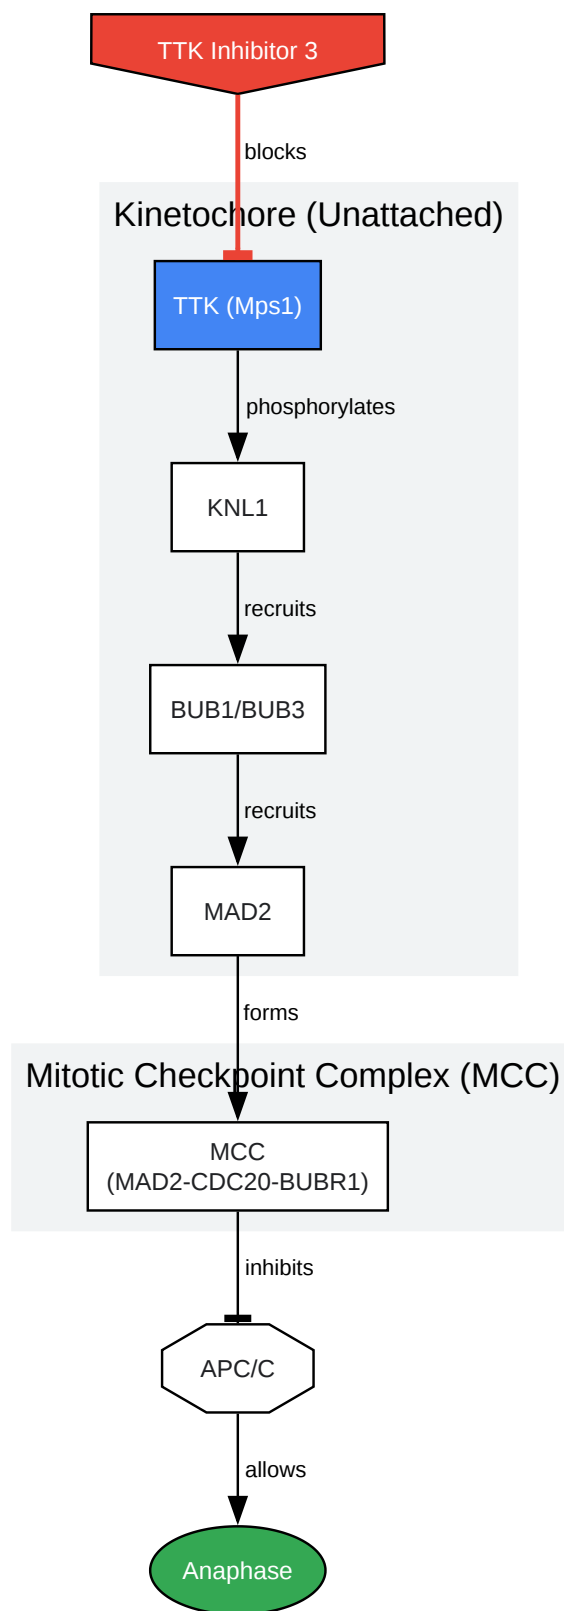 TTK Inhibitor 3
blocks
Kinetochore (Unattached)
TTK (Mps1)
phosphorylates
KNL1
recruits
BUB1/BUB3
recruits
MAD2
forms
Mitotic Checkpoint Complex (MCC)
MCC
(MAD2-CDC20-BUBR1)
inhibits
APC/C
allows
Anaphase